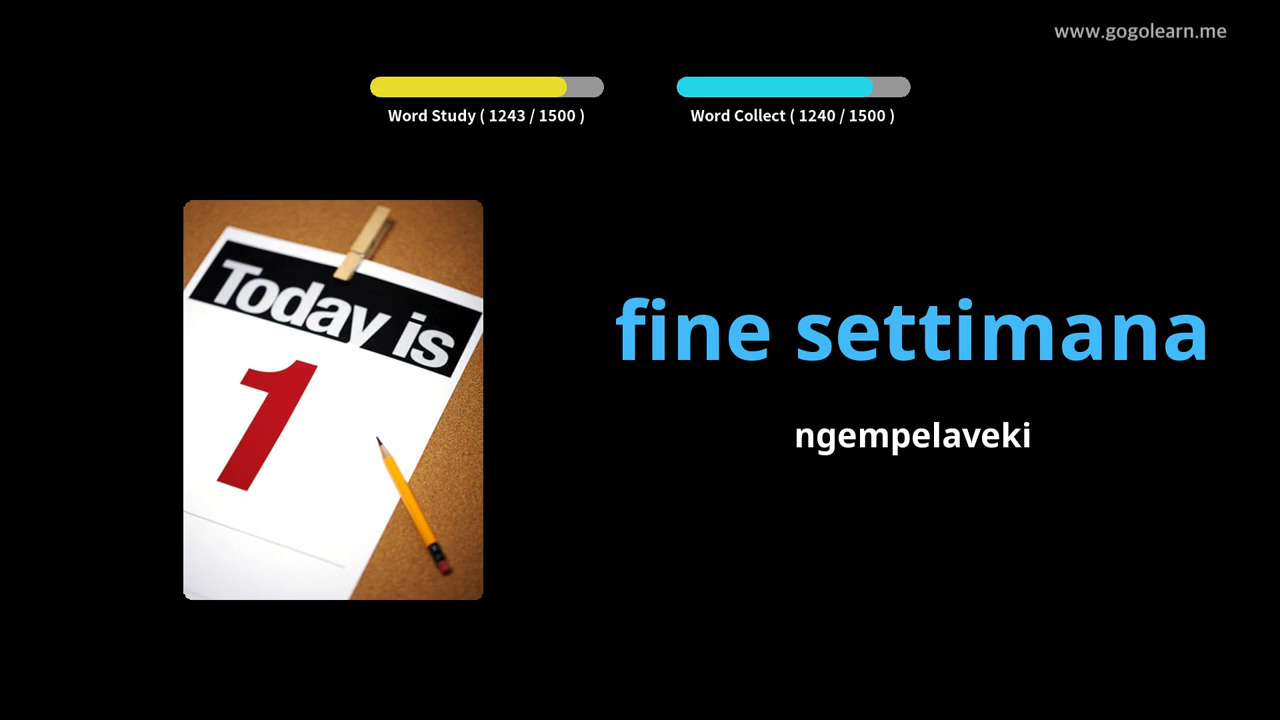 www.gogolearn.me
Word Study ( 1243 / 1500 )
Word Collect ( 1240 / 1500 )
Today is
1
fine settimana
ngempelaveki